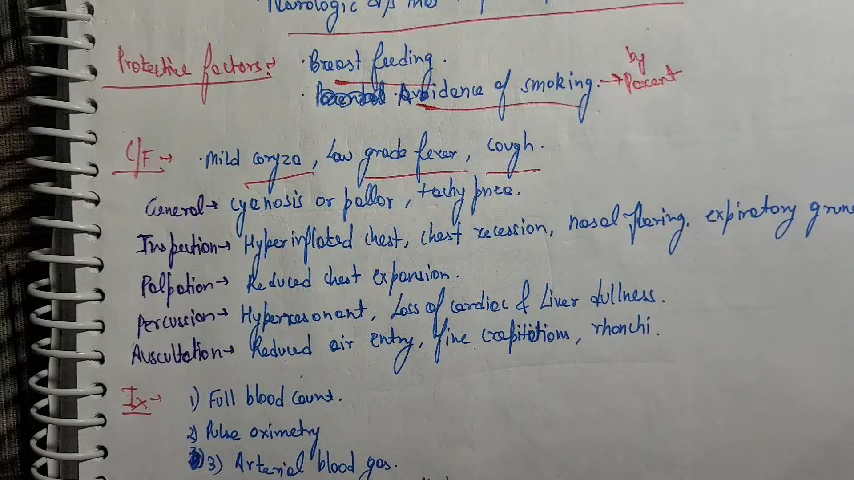 Protective factors:- · Breast feeding.
· Avoidence of smoking. → by Parent
C/F → · Mild coryza, Low grade fever, cough.
General → cyanosis or pallor, tachypnea.
Inspection → Hyperinflated chest, chest recession, nasal flaring, expiratory
Palpation → Reduced chest expansion.
Percussion → Hyperresonant, Loss of cardiac & Liver dullness.
Auscultation → Reduced air entry, fine crepitations, rhonchi.
Ix → 1) Full blood count.
2) Pulse oximetry
3) Arterial blood gas.